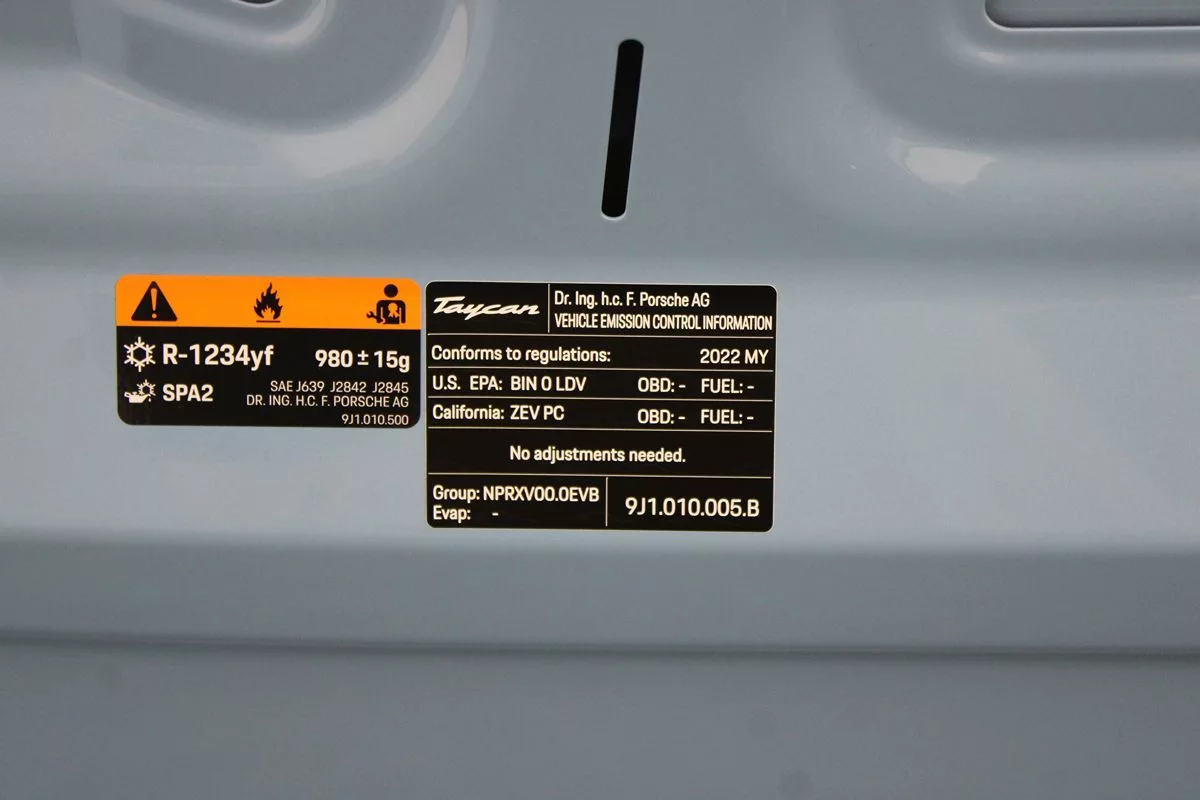 R-1234yf 980 ± 15g
SPA2
SAE J639 J2842 J2845
DR. ING. H.C. F. PORSCHE AG
9J1.010.500
Taycan
Dr. Ing. h.c. F. Porsche AG
VEHICLE EMISSION CONTROL INFORMATION
Conforms to regulations: 2022 MY
U.S. EPA: BIN 0 LDV OBD: - FUEL: -
California: ZEV PC OBD: - FUEL: -
No adjustments needed.
Group: NPRXV00.0EVB
Evap: -
9J1.010.005.B